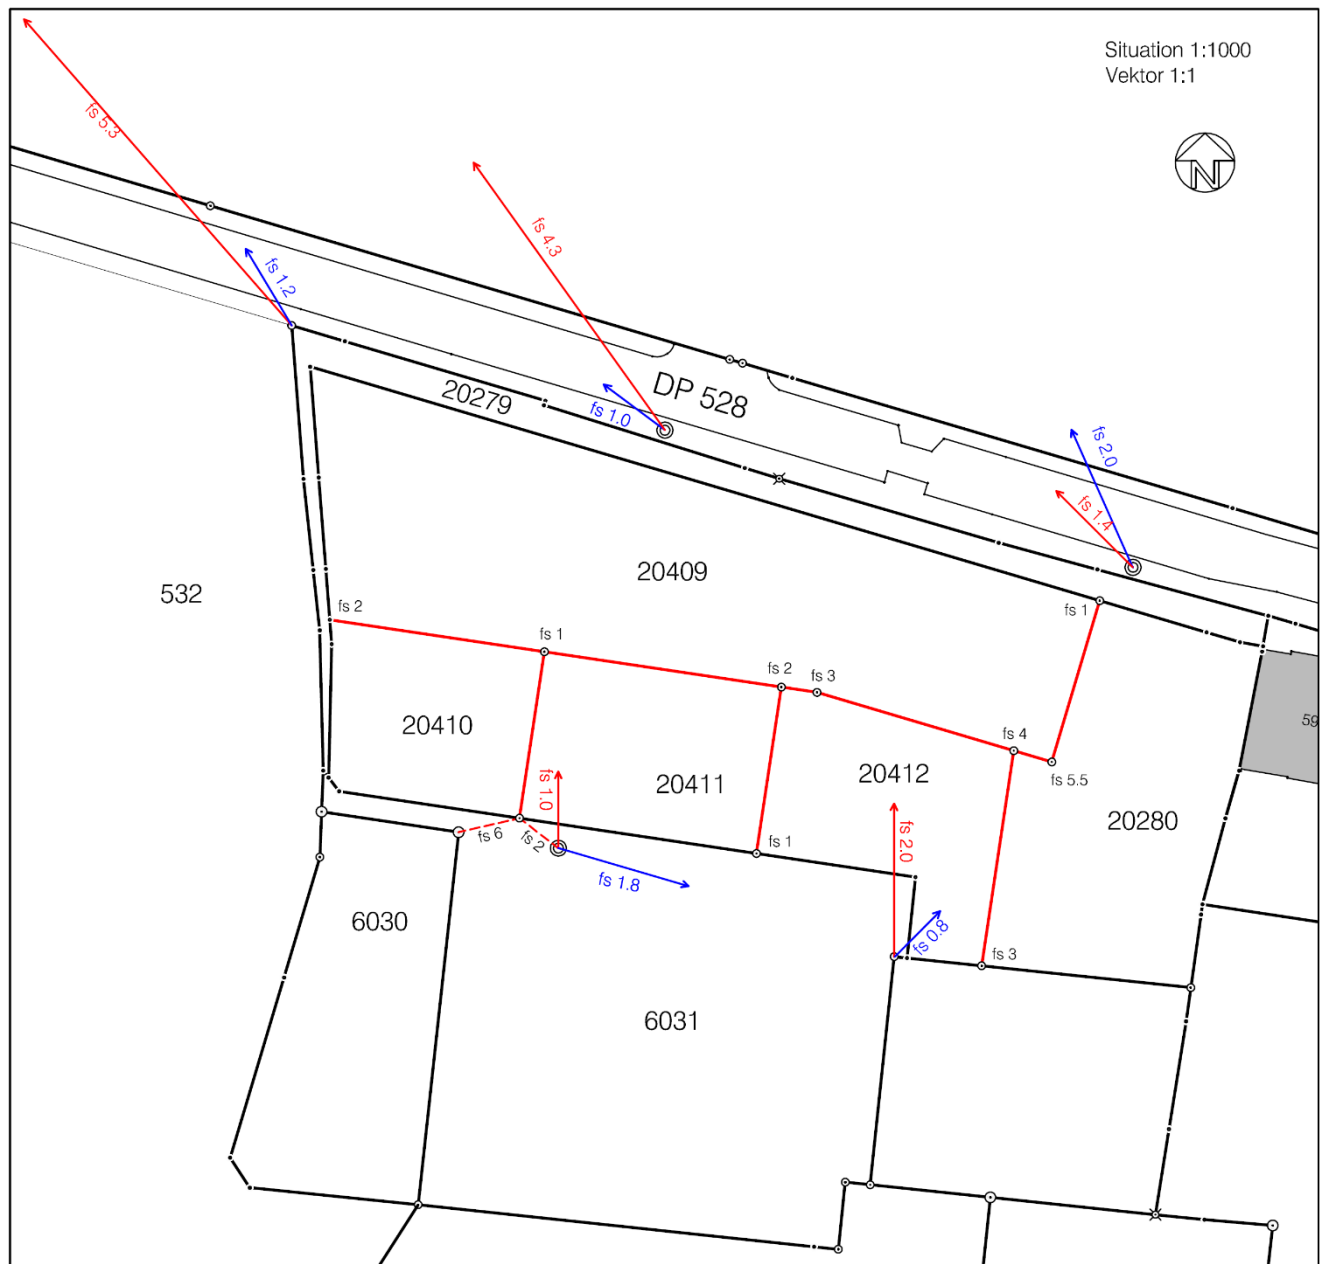 Situation 1:1000
Vektor 1:1
N
fs 5.3
fs 4.3
fs 1.2
DP 528
20279
fs 1.0
fs 2.0
fs 1.4
20409
532
fs 2
fs 1
fs 1
fs 2
fs 3
20410
fs 4
59
20411
20412
fs 5.5
fs 1.0
20280
fs 6
fs 2
fs 1
fs 2.0
fs 1.8
6030
fs 0.8
fs 3
6031